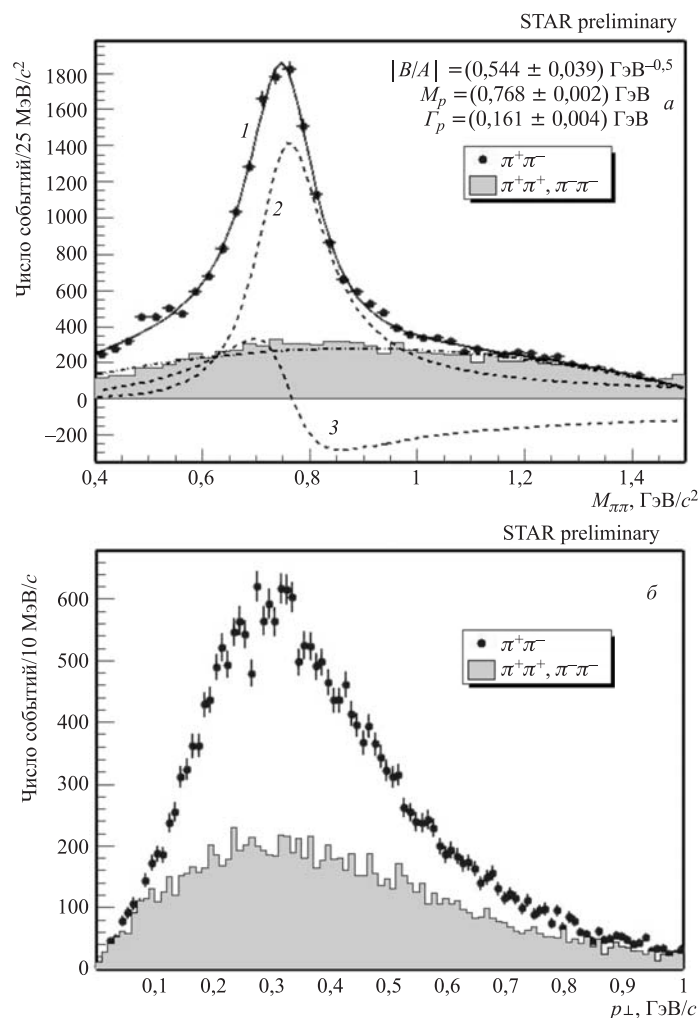 STAR preliminary
|B/A| = (0,544 ± 0,039) ГэВ⁻⁰,⁵
Mₚ = (0,768 ± 0,002) ГэВ
Γₚ = (0,161 ± 0,004) ГэВ
а
π⁺π⁻
π⁺π⁺, π⁻π⁻
Число событий/25 МэВ/c²
1800
1600
1400
1200
1000
800
600
400
200
0
–200
1
2
3
0,4
0,6
0,8
1
1,2
1,4
Mππ, ГэВ/c²
STAR preliminary
б
π⁺π⁻
π⁺π⁺, π⁻π⁻
Число событий/10 МэВ/c
600
500
400
300
200
100
0
0,1
0,2
0,3
0,4
0,5
0,6
0,7
0,8
0,9
1
p⊥, ГэВ/c